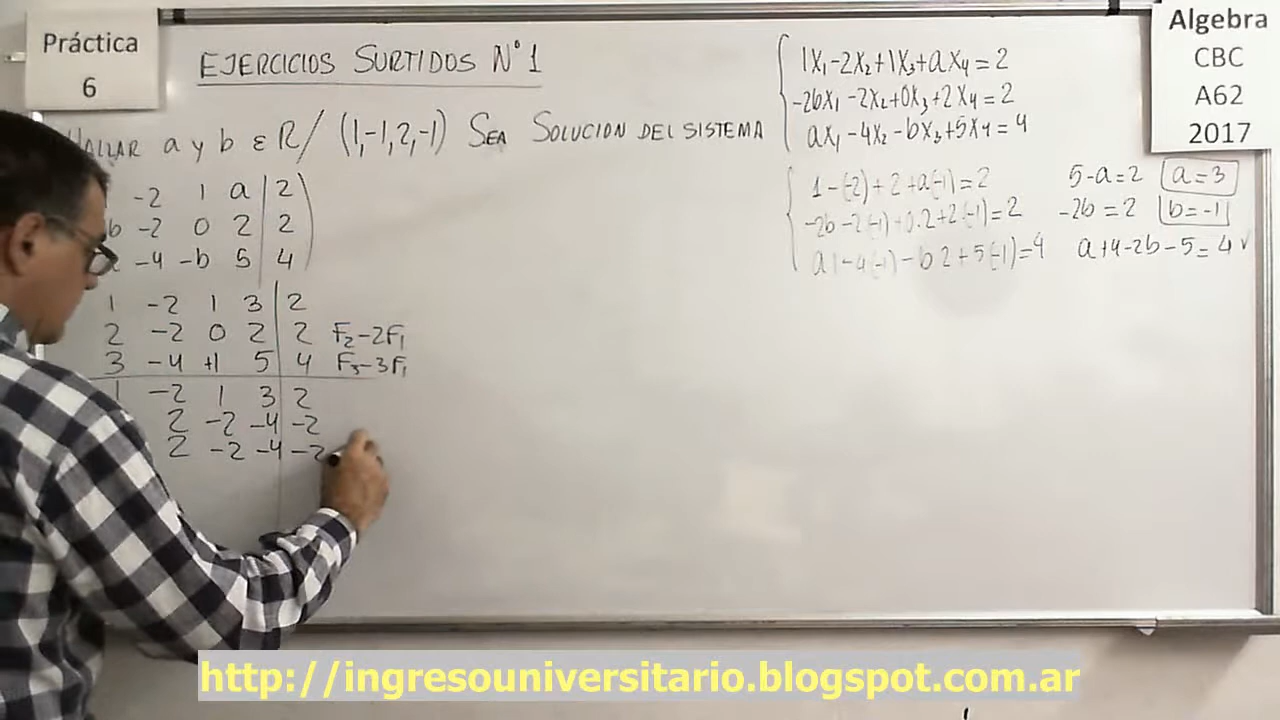 Práctica
6
EJERCICIOS SURTIDOS N° 1
HALLAR a y b ε R / (1,-1,2,-1) SEA SOLUCION DEL SISTEMA
1X₁-2X₂+1X₃+aX₄=2
-2bX₁-2X₂+0X₃+2X₄=2
aX₁-4X₂-bX₃+5X₄=4
Algebra
CBC
A62
2017
-2 1 a | 2
b -2 0 2 | 2
-4 -b 5 | 4
1 -2 1 3 | 2
2 -2 0 2 | 2 F₂-2F₁
3 -4 +1 5 | 4 F₃-3F₁
1 -2 1 3 | 2
2 -2 -4 | -2
2 -2 -4 | -2
1-(-2)+2+a(-1)=2 5-a=2 a=3
-2b-2(-1)+0.2+2.(-1)=2 -2b=2 b=-1
a 1-4(-1)-b2+5(-1)=4 a+4-2b-5=4 √
http://ingresouniversitario.blogspot.com.ar